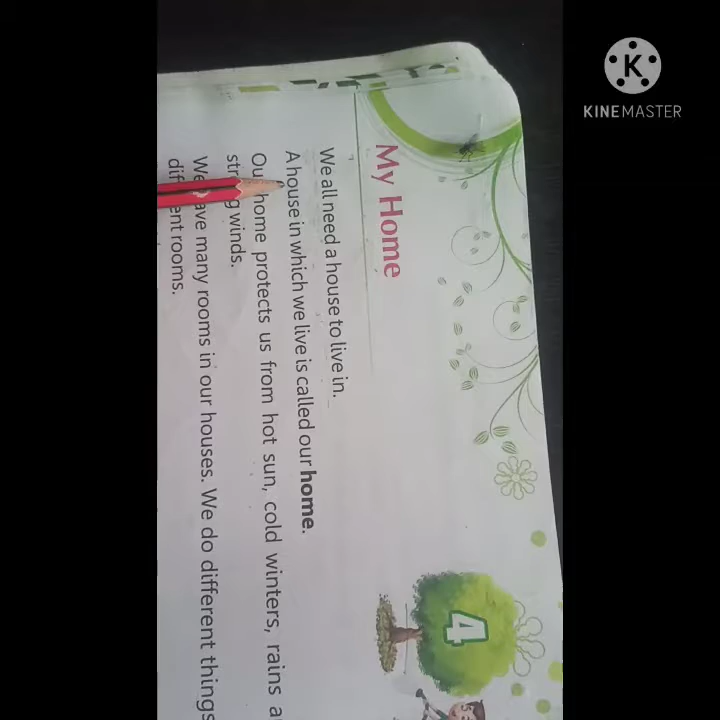 KINEMASTER
4
My Home
We all need a house to live in.
A house in which we live is called our home.
home protects us from hot sun, cold winters, rains
winds.
many rooms in our houses. We do different things
rooms.